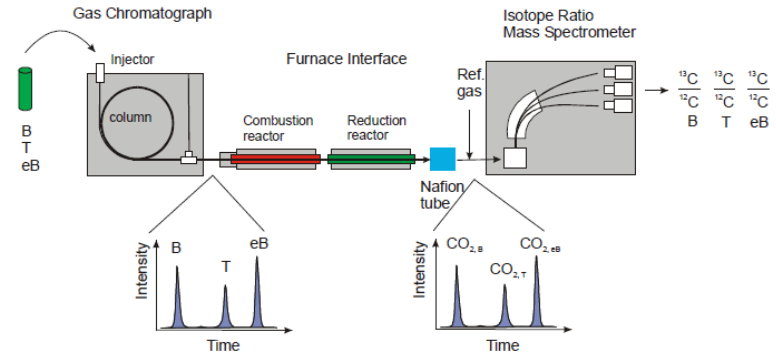 Gas Chromatograph
Isotope Ratio
Mass Spectrometer
Injector
Furnace Interface
Ref.
gas
column
Combustion
reactor
Reduction
reactor
B
T
eB
Nafion
tube
¹³C ¹³C ¹³C
¹²C ¹²C ¹²C
B T eB
Intensity
B
T
eB
Time
Intensity
CO₂, B
CO₂, T
CO₂, eB
Time